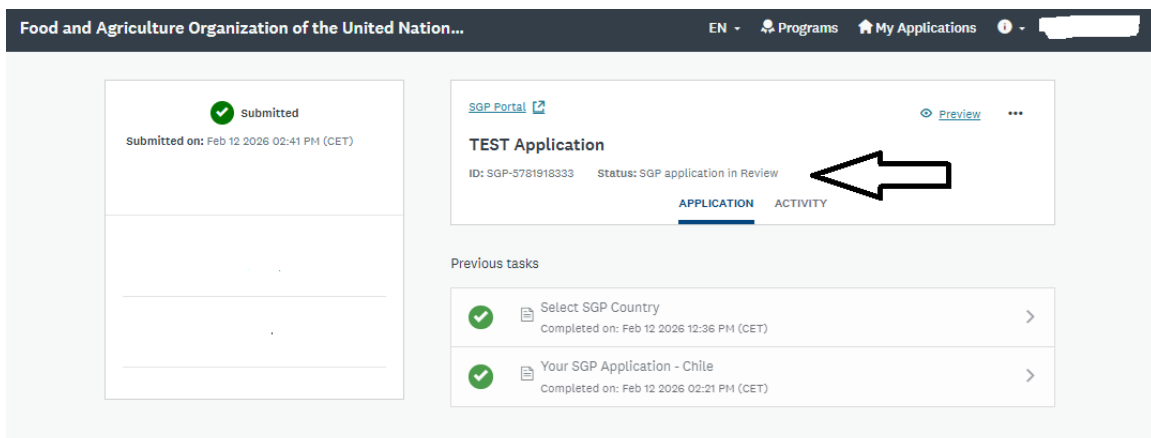 Food and Agriculture Organization of the United Nation...
EN
Programs
My Applications
Submitted
Submitted on: Feb 12 2026 02:41 PM (CET)
SGP Portal
Preview
TEST Application
ID: SGP-5781918333 Status: SGP application in Review
APPLICATION ACTIVITY
Previous tasks
Select SGP Country
Completed on: Feb 12 2026 12:36 PM (CET)
Your SGP Application - Chile
Completed on: Feb 12 2026 02:21 PM (CET)